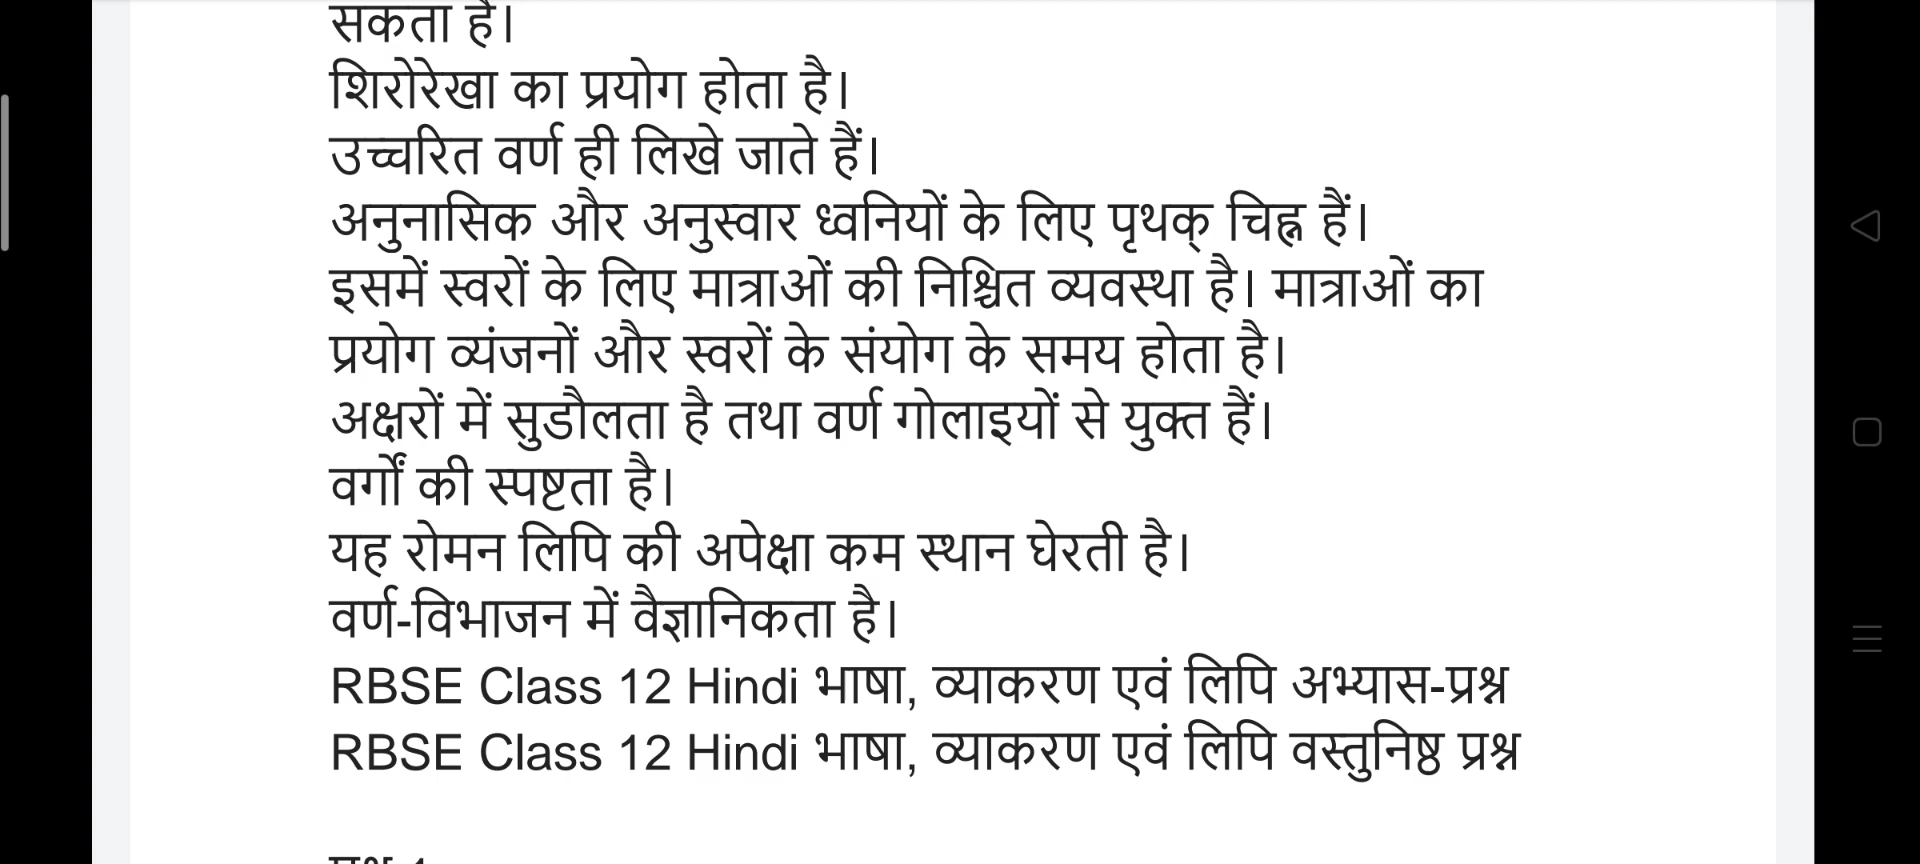 सकता है।
शिरोरेखा का प्रयोग होता है।
उच्चरित वर्ण ही लिखे जाते हैं।
अनुनासिक और अनुस्वार ध्वनियों के लिए पृथक् चिह्न हैं।
इसमें स्वरों के लिए मात्राओं की निश्चित व्यवस्था है। मात्राओं का
प्रयोग व्यंजनों और स्वरों के संयोग के समय होता है।
अक्षरों में सुडौलता है तथा वर्ण गोलाइयों से युक्त हैं।
वर्गों की स्पष्टता है।
यह रोमन लिपि की अपेक्षा कम स्थान घेरती है।
वर्ण-विभाजन में वैज्ञानिकता है।
RBSE Class 12 Hindi भाषा, व्याकरण एवं लिपि अभ्यास-प्रश्न
RBSE Class 12 Hindi भाषा, व्याकरण एवं लिपि वस्तुनिष्ठ प्रश्न